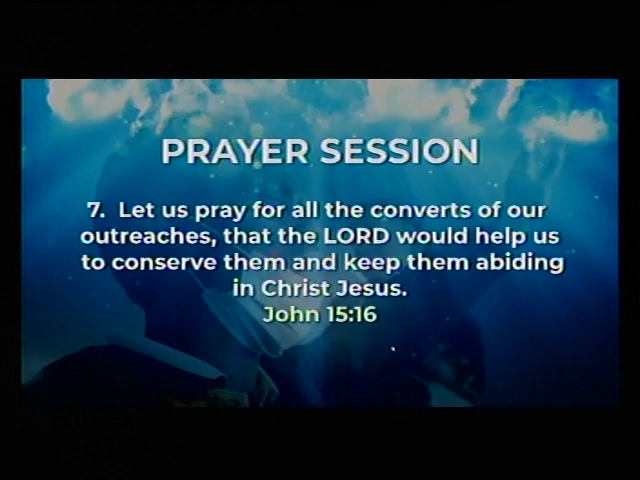 PRAYER SESSION
7. Let us pray for all the converts of our
outreaches, that the LORD would help us
to conserve them and keep them abiding
in Christ Jesus.
John 15:16